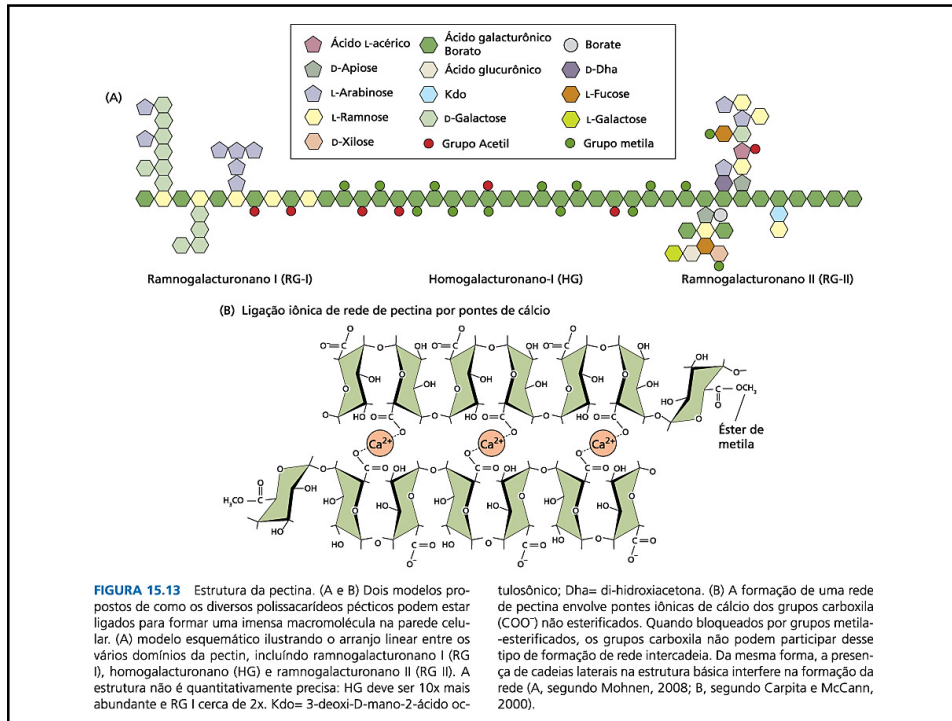 Ácido L-acérico
Ácido galacturônico
Borato
Borate
D-Apiose
Ácido glucurônico
D-Dha
L-Arabinose
Kdo
L-Fucose
L-Ramnose
D-Galactose
L-Galactose
D-Xilose
Grupo Acetil
Grupo metila
(A)
Ramnogalacturonano I (RG-I)
Homogalacturonano-I (HG)
Ramnogalacturonano II (RG-II)
(B) Ligação iônica de rede de pectina por pontes de cálcio
Ca²⁺
Ca²⁺
Ca²⁺
OCH₃
Éster de
metila
H₃CO
FIGURA 15.13 Estrutura da pectina. (A e B) Dois modelos pro-
postos de como os diversos polissacarídeos pécticos podem estar
ligados para formar uma imensa macromolécula na parede celu-
lar. (A) modelo esquemático ilustrando o arranjo linear entre os
vários domínios da pectin, incluíndo ramnogalacturonano I (RG
I), homogalacturonano (HG) e ramnogalacturonano II (RG II). A
estrutura não é quantitativamente precisa: HG deve ser 10x mais
abundante e RG I cerca de 2x. Kdo= 3-deoxi-D-mano-2-ácido oc-
tulosônico; Dha= di-hidroxiacetona. (B) A formação de uma rede
de pectina envolve pontes iônicas de cálcio dos grupos carboxila
(COO⁻) não esterificados. Quando bloqueados por grupos metila-
-esterificados, os grupos carboxila não podem participar desse
tipo de formação de rede intercadeia. Da mesma forma, a presen-
ça de cadeias laterais na estrutura básica interfere na formação da
rede (A, segundo Mohnen, 2008; B, segundo Carpita e McCann,
2000).